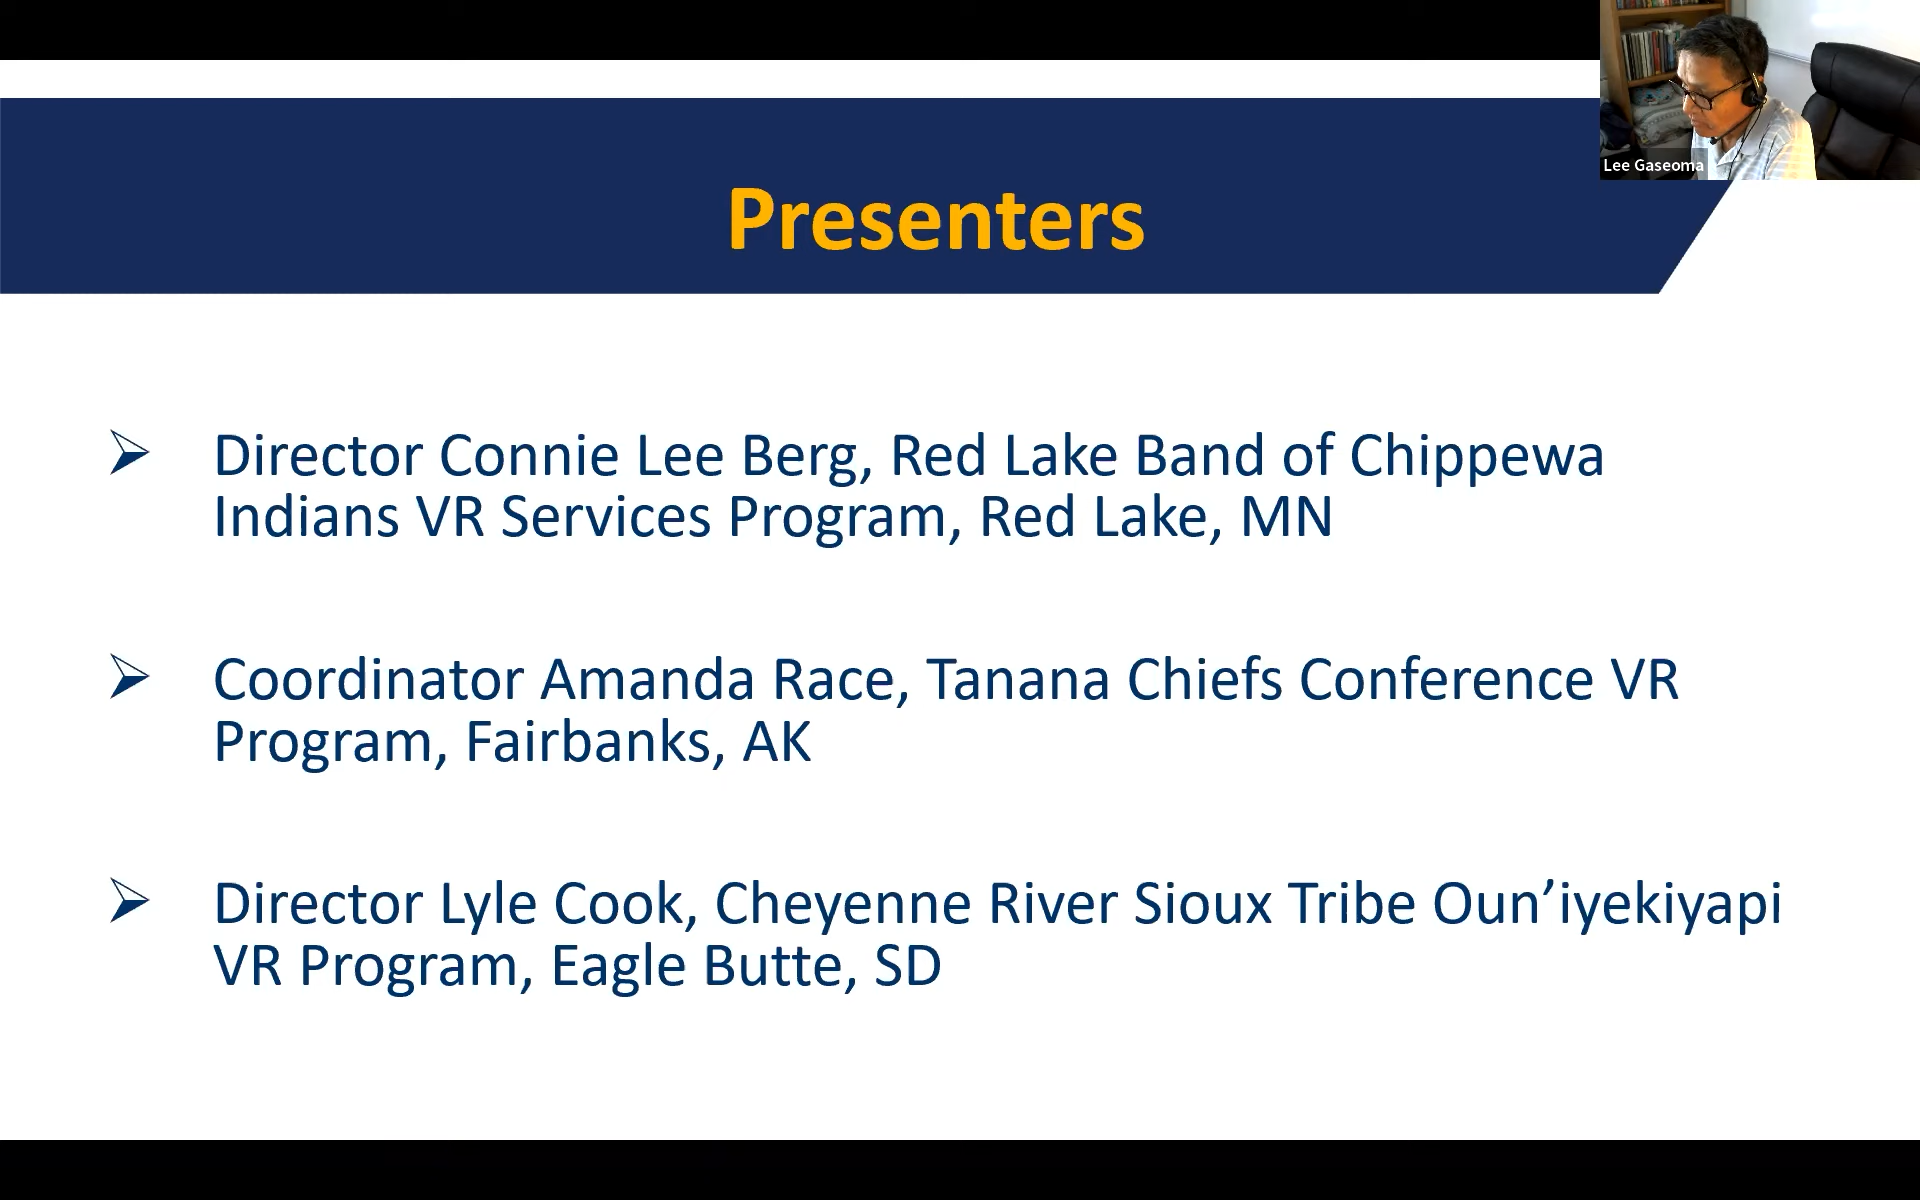 Lee Gaseoma
Presenters
Director Connie Lee Berg, Red Lake Band of Chippewa
Indians VR Services Program, Red Lake, MN
Coordinator Amanda Race, Tanana Chiefs Conference VR
Program, Fairbanks, AK
Director Lyle Cook, Cheyenne River Sioux Tribe Oun’iyekiyapi
VR Program, Eagle Butte, SD